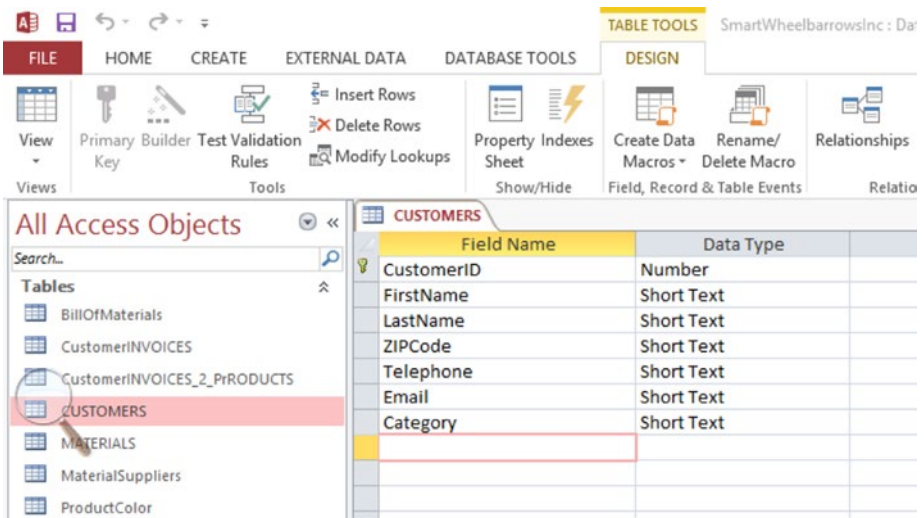 TABLE TOOLS SmartWheelbarrowsInc : Dat
FILE HOME CREATE EXTERNAL DATA DATABASE TOOLS DESIGN
View
Primary Key
Builder
Test Validation Rules
Insert Rows
Delete Rows
Modify Lookups
Property Sheet
Indexes
Create Data Macros
Rename/ Delete Macro
Relationships
Views Tools Show/Hide Field, Record & Table Events Relatio
All Access Objects
Search...
Tables
BillOfMaterials
CustomerINVOICES
CustomerINVOICES_2_PrRODUCTS
CUSTOMERS
MATERIALS
MaterialSuppliers
ProductColor
CUSTOMERS
Field Name Data Type
CustomerID Number
FirstName Short Text
LastName Short Text
ZIPCode Short Text
Telephone Short Text
Email Short Text
Category Short Text